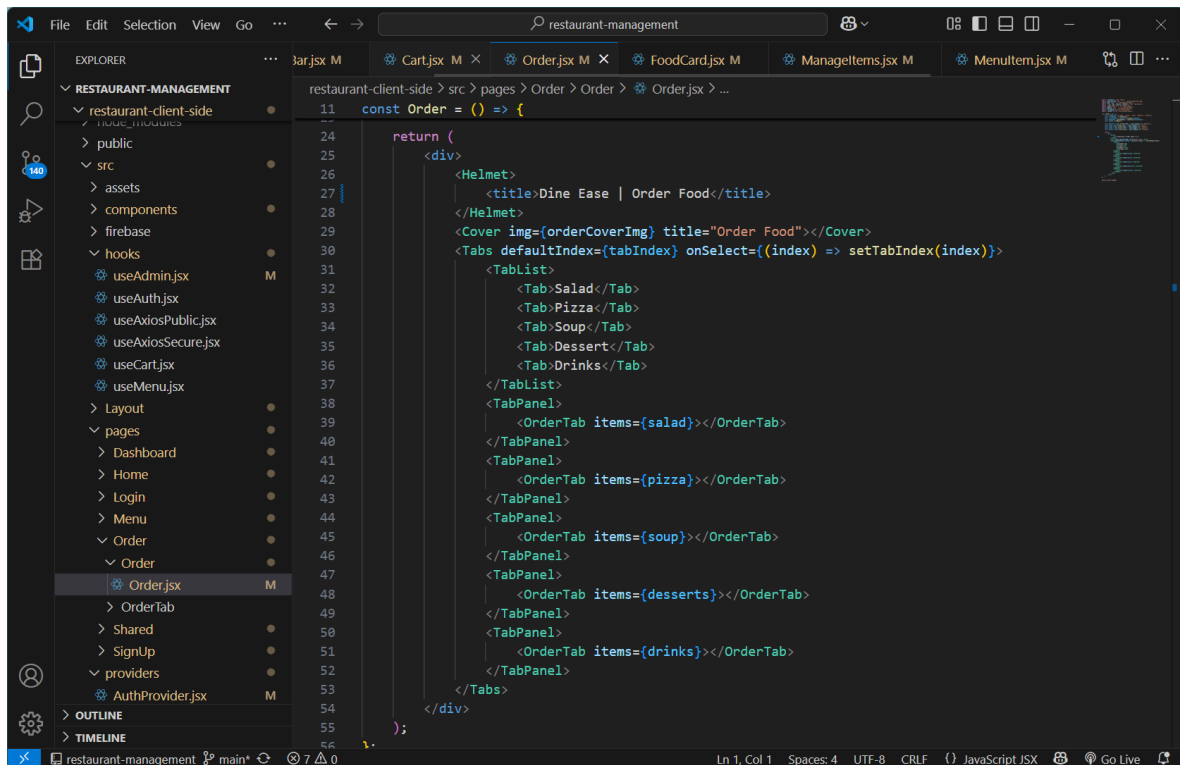 File Edit Selection View Go ··· restaurant-management
EXPLORER ···
RESTAURANT-MANAGEMENT
restaurant-client-side
node_modules
public
src
assets
components
firebase
hooks
useAdmin.jsx M
useAuth.jsx
useAxiosPublic.jsx
useAxiosSecure.jsx
useCart.jsx
useMenu.jsx
Layout
pages
Dashboard
Home
Login
Menu
Order
Order
Order.jsx M
OrderTab
Shared
SignUp
providers
AuthProvider.jsx M
OUTLINE
TIMELINE
140
Bar.jsx M Cart.jsx M Order.jsx M FoodCard.jsx M ManageItems.jsx M MenuItem.jsx M ···
restaurant-client-side > src > pages > Order > Order > Order.jsx > ...
11 const Order = () => {
24 return (
25 <div>
26 <Helmet>
27 <title>Dine Ease | Order Food</title>
28 </Helmet>
29 <Cover img={orderCoverImg} title="Order Food"></Cover>
30 <Tabs defaultIndex={tabIndex} onSelect={(index) => setTabIndex(index)}>
31 <TabList>
32 <Tab>Salad</Tab>
33 <Tab>Pizza</Tab>
34 <Tab>Soup</Tab>
35 <Tab>Dessert</Tab>
36 <Tab>Drinks</Tab>
37 </TabList>
38 <TabPanel>
39 <OrderTab items={salad}></OrderTab>
40 </TabPanel>
41 <TabPanel>
42 <OrderTab items={pizza}></OrderTab>
43 </TabPanel>
44 <TabPanel>
45 <OrderTab items={soup}></OrderTab>
46 </TabPanel>
47 <TabPanel>
48 <OrderTab items={desserts}></OrderTab>
49 </TabPanel>
50 <TabPanel>
51 <OrderTab items={drinks}></OrderTab>
52 </TabPanel>
53 </Tabs>
54 </div>
55 );
56 };
restaurant-management main* 7 0 Ln 1, Col 1 Spaces: 4 UTF-8 CRLF {} JavaScript JSX Go Live